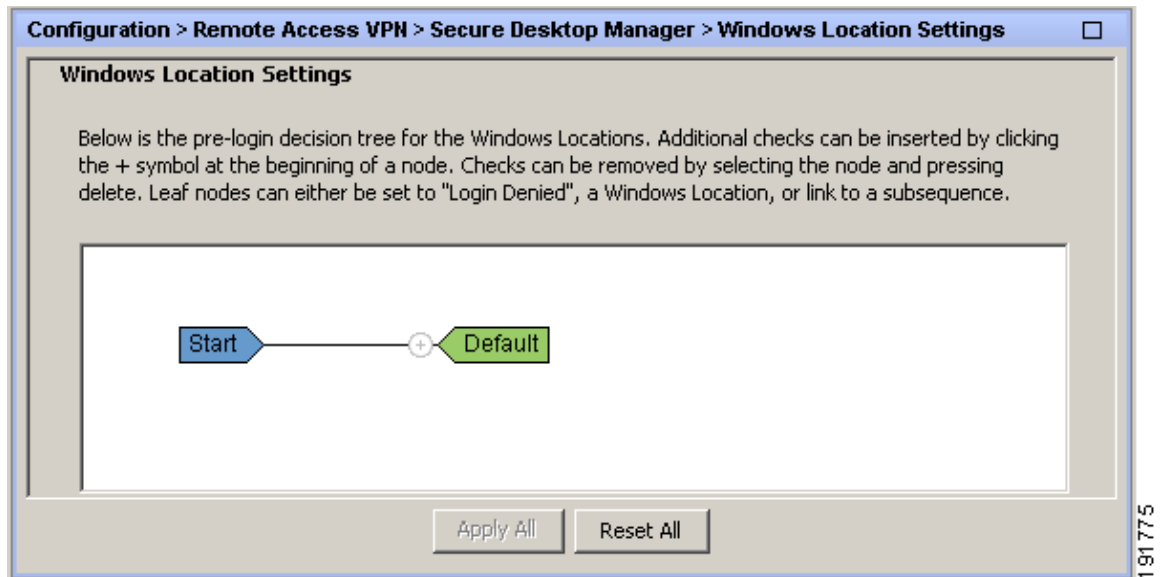 Configuration > Remote Access VPN > Secure Desktop Manager > Windows Location Settings
Windows Location Settings
Below is the pre-login decision tree for the Windows Locations. Additional checks can be inserted by clicking
the + symbol at the beginning of a node. Checks can be removed by selecting the node and pressing
delete. Leaf nodes can either be set to "Login Denied", a Windows Location, or link to a subsequence.
Start + Default
Apply All Reset All
191775